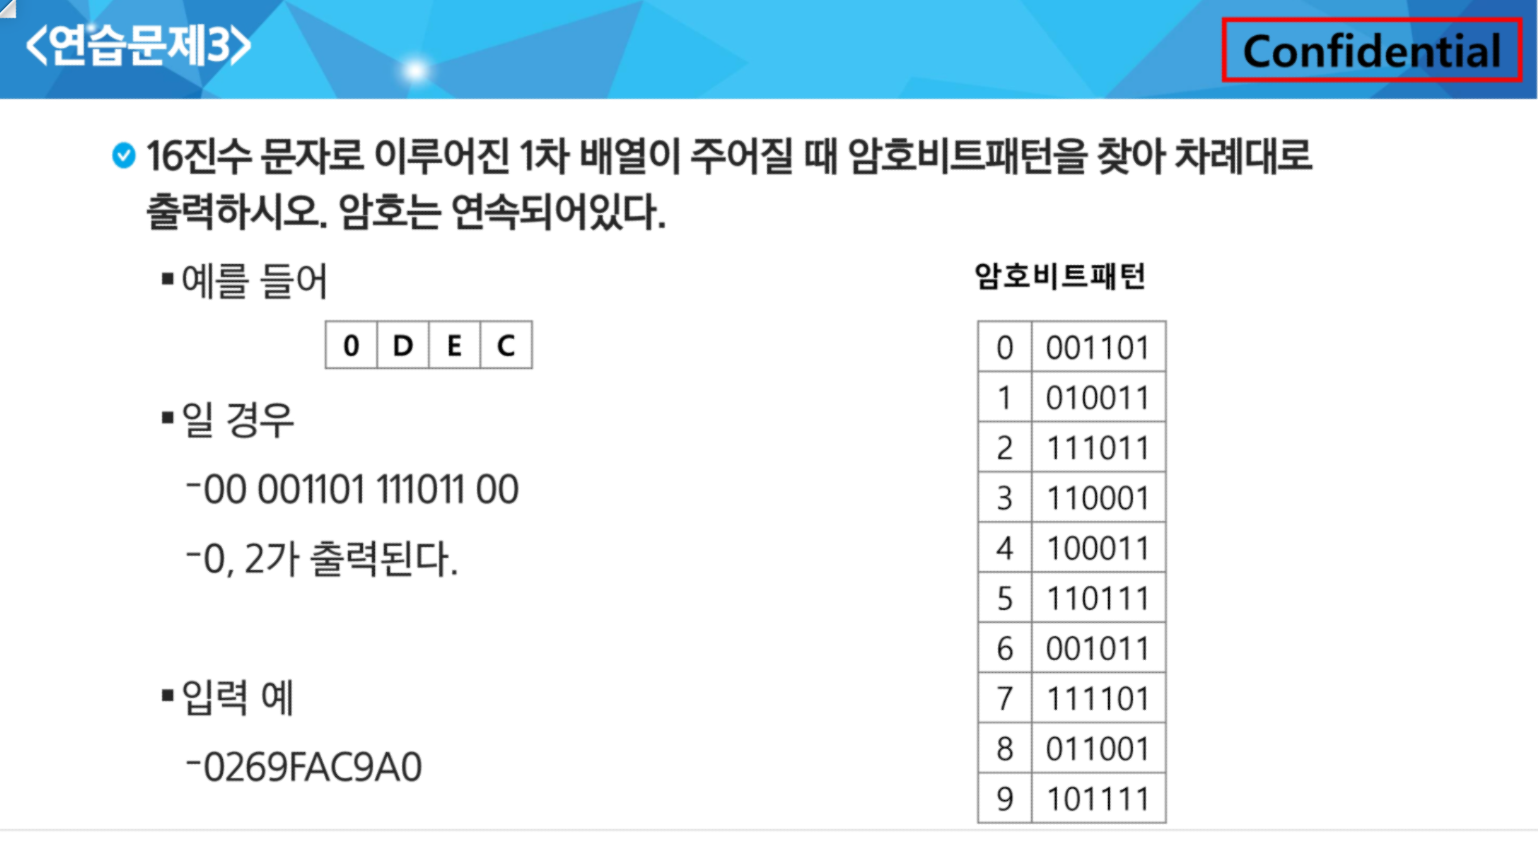 <연습문제3>
Confidential
16진수 문자로 이루어진 1차 배열이 주어질 때 암호비트패턴을 찾아 차례대로
출력하시오. 암호는 연속되어있다.
▪예를 들어
0 D E C
▪일 경우
-00 001101 111011 00
-0, 2가 출력된다.
▪입력 예
-0269FAC9A0
암호비트패턴
0 001101
1 010011
2 111011
3 110001
4 100011
5 110111
6 001011
7 111101
8 011001
9 101111